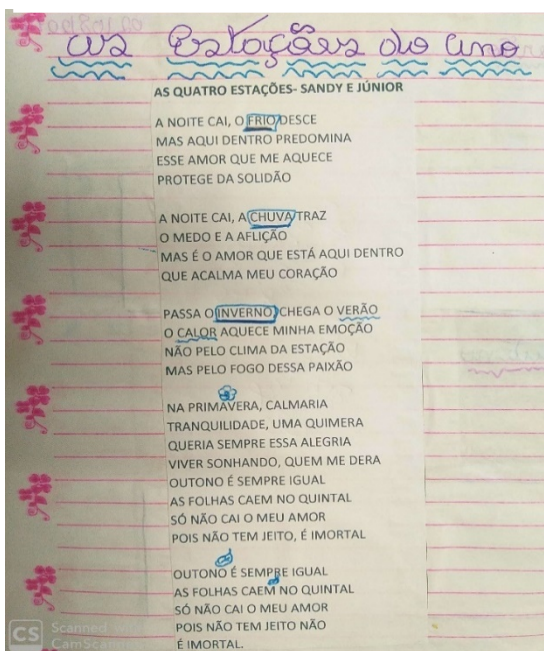 As Estações do Ano
AS QUATRO ESTAÇÕES- SANDY E JÚNIOR
A NOITE CAI, O FRIO DESCE
MAS AQUI DENTRO PREDOMINA
ESSE AMOR QUE ME AQUECE
PROTEGE DA SOLIDÃO
A NOITE CAI, A CHUVA TRAZ
O MEDO E A AFLIÇÃO
MAS É O AMOR QUE ESTÁ AQUI DENTRO
QUE ACALMA MEU CORAÇÃO
PASSA O INVERNO CHEGA O VERÃO
O CALOR AQUECE MINHA EMOÇÃO
NÃO PELO CLIMA DA ESTAÇÃO
MAS PELO FOGO DESSA PAIXÃO
NA PRIMAVERA, CALMARIA
TRANQUILIDADE, UMA QUIMERA
QUERIA SEMPRE ESSA ALEGRIA
VIVER SONHANDO, QUEM ME DERA
OUTONO É SEMPRE IGUAL
AS FOLHAS CAEM NO QUINTAL
SÓ NÃO CAI O MEU AMOR
POIS NÃO TEM JEITO, É IMORTAL
OUTONO É SEMPRE IGUAL
AS FOLHAS CAEM NO QUINTAL
SÓ NÃO CAI O MEU AMOR
POIS NÃO TEM JEITO NÃO
É IMORTAL.
CS Scanned with
CamScanner